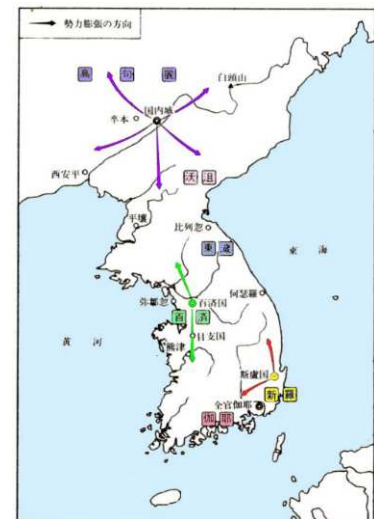 勢力膨張の方向
高句麗
白頭山
国内城
卒本
西安平
沃沮
平壌
比列忽
東濊
東海
何瑟羅
弥鄒忽
百済国
百済
目支国
黄河
熊津
斯盧国
新羅
金官伽耶
伽耶